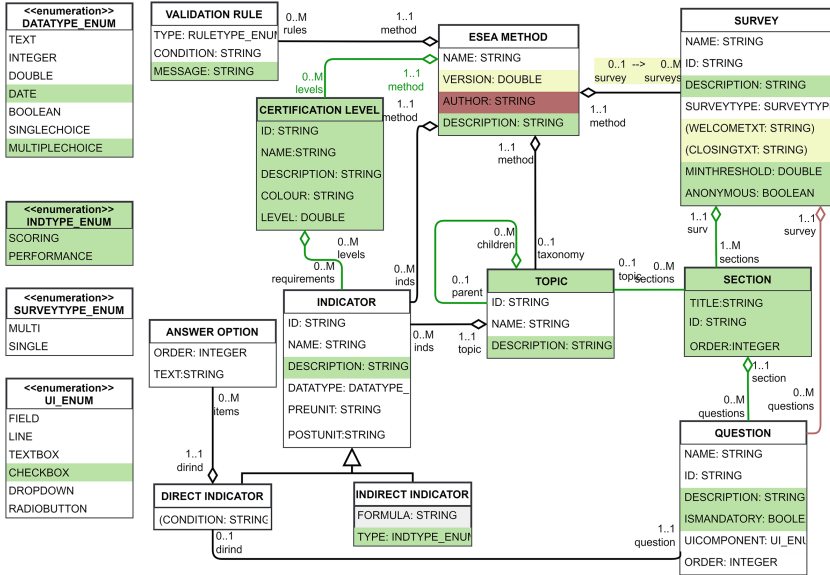 <<enumeration>>
DATATYPE_ENUM
TEXT
INTEGER
DOUBLE
DATE
BOOLEAN
SINGLECHOICE
MULTIPLECHOICE
<<enumeration>>
INDTYPE_ENUM
SCORING
PERFORMANCE
<<enumeration>>
SURVEYTYPE_ENUM
MULTI
SINGLE
<<enumeration>>
UI_ENUM
FIELD
LINE
TEXTBOX
CHECKBOX
DROPDOWN
RADIOBUTTON
VALIDATION RULE
TYPE: RULETYPE_ENUM
CONDITION: STRING
MESSAGE: STRING
0..M
rules
1..1
method
ESEA METHOD
NAME: STRING
VERSION: DOUBLE
AUTHOR: STRING
DESCRIPTION: STRING
0..M
levels
1..1
method
1..1
method
0..1 --> 0..M
survey surveys
1..1
method
1..1
method
SURVEY
NAME: STRING
ID: STRING
DESCRIPTION: STRING
SURVEYTYPE: SURVEYTYP
(WELCOMETXT: STRING)
(CLOSINGTXT: STRING)
MINTHRESHOLD: DOUBLE
ANONYMOUS: BOOLEAN
CERTIFICATION LEVEL
ID: STRING
NAME:STRING
DESCRIPTION: STRING
COLOUR: STRING
LEVEL: DOUBLE
0..M
levels
0..M
requirements
0..M
inds
0..M
children
0..1
parent
0..1
taxonomy
1..1
surv
1..M
sections
1..1
survey
0..1
topic
0..M
sections
TOPIC
ID: STRING
NAME: STRING
DESCRIPTION: STRING
SECTION
TITLE:STRING
ID: STRING
ORDER:INTEGER
INDICATOR
ID: STRING
NAME: STRING
DESCRIPTION: STRING
DATATYPE: DATATYPE_
PREUNIT: STRING
POSTUNIT:STRING
0..M
inds
1..1
topic
ANSWER OPTION
ORDER: INTEGER
TEXT:STRING
0..M
items
1..1
dirind
1..1
section
0..M
questions
0..M
questions
QUESTION
NAME: STRING
ID: STRING
DESCRIPTION: STRING
ISMANDATORY: BOOLE
UICOMPONENT: UI_ENU
ORDER: INTEGER
DIRECT INDICATOR
(CONDITION: STRING
INDIRECT INDICATOR
FORMULA: STRING
TYPE: INDTYPE_ENUM
0..1
dirind
1..1
question